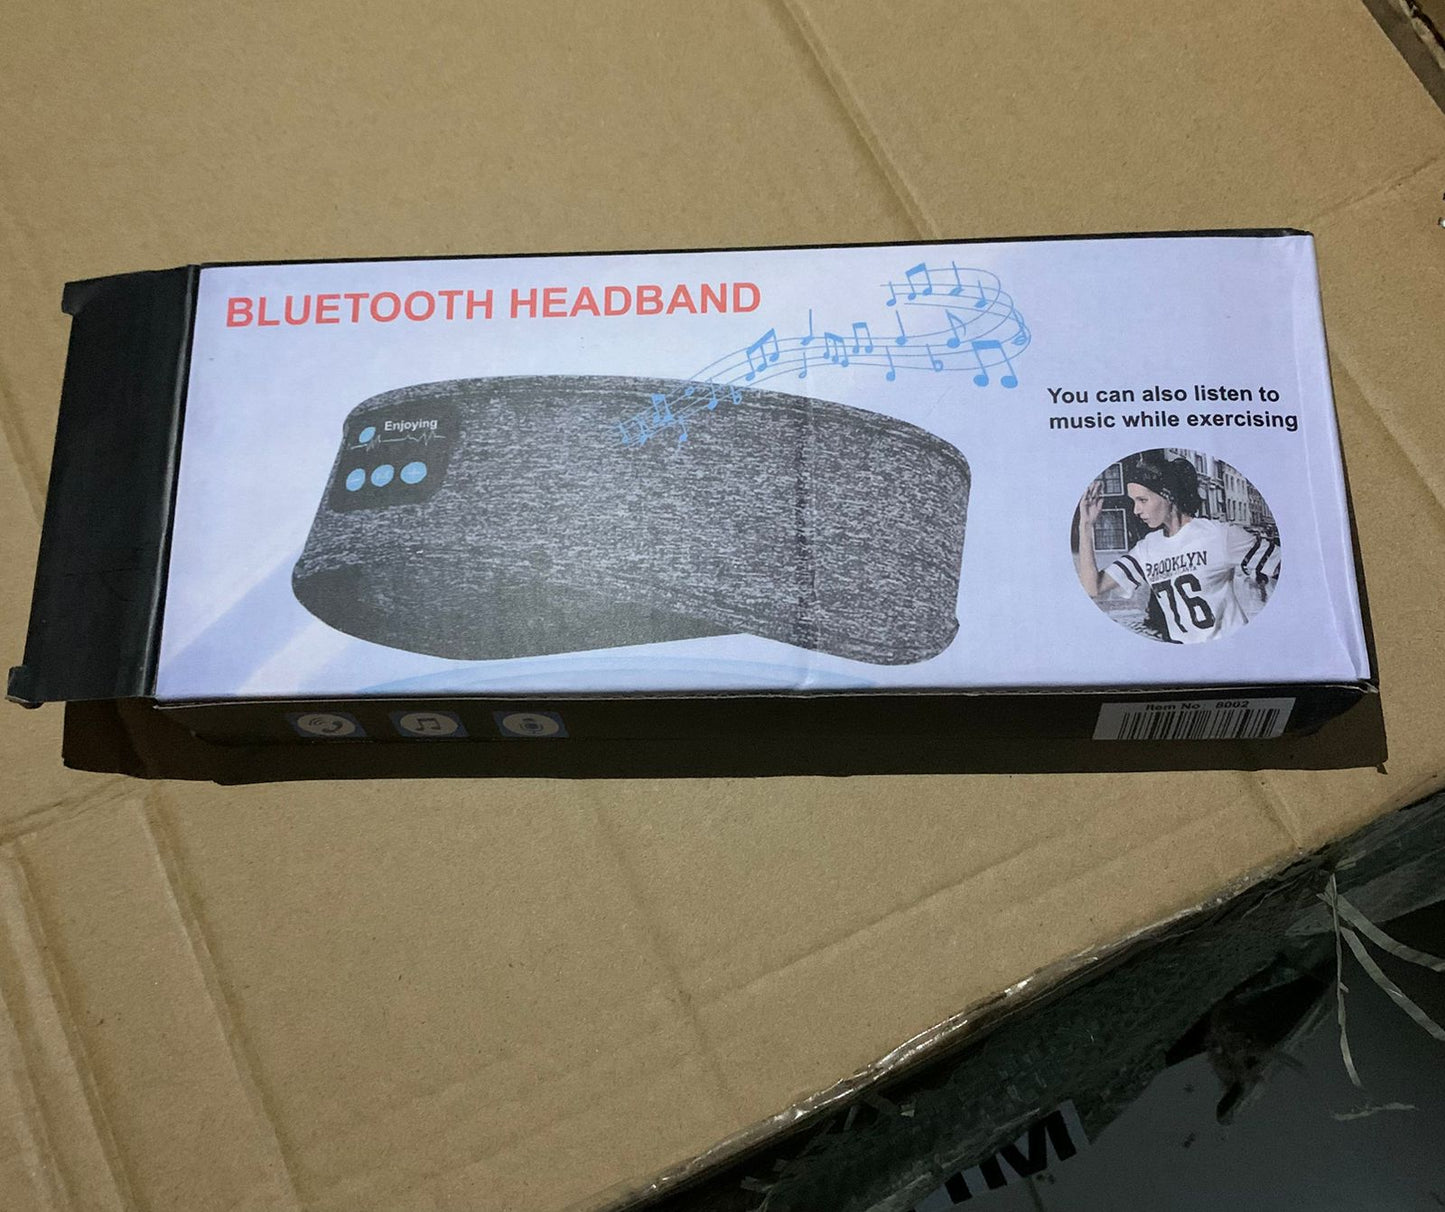 BLUETOOTH HEADBAND
Enjoying
You can also listen to
music while exercising
BROOKLYN
76
Item No: 8002